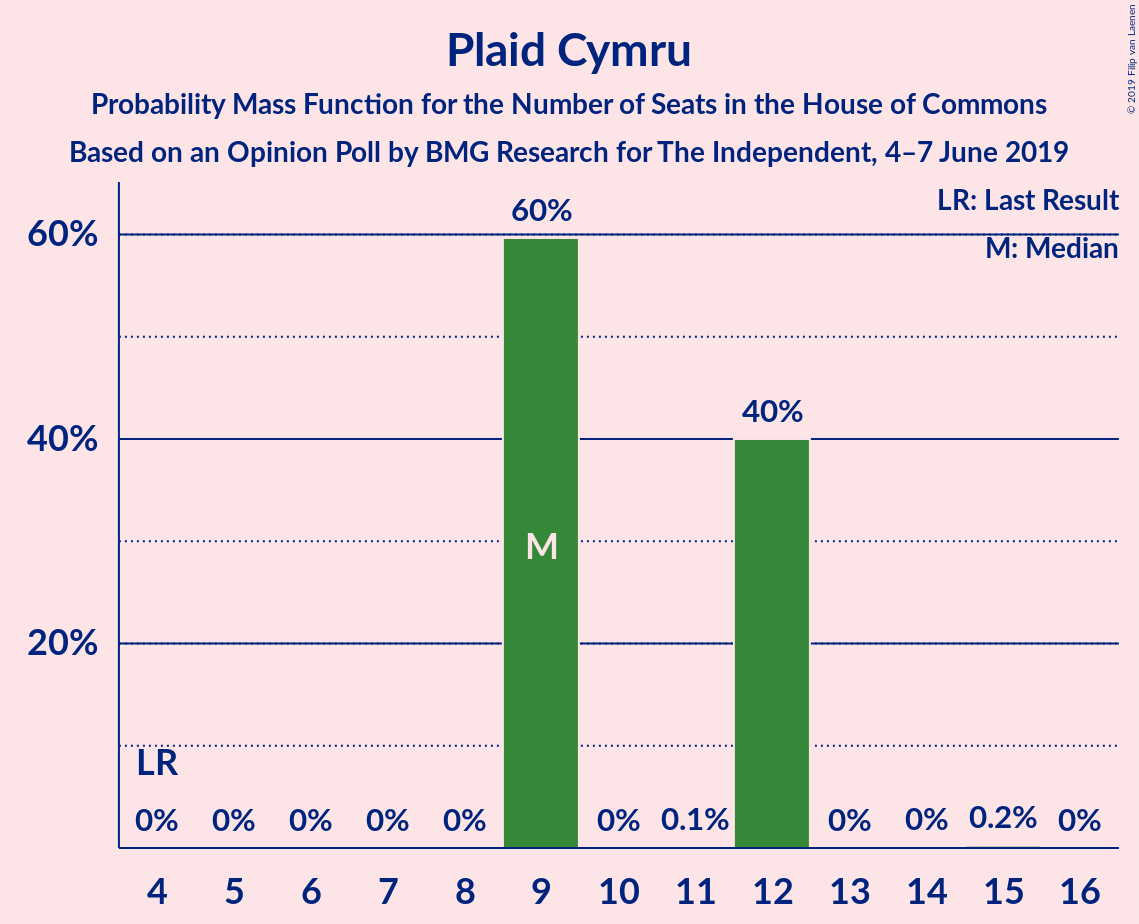 Plaid Cymru
Probability Mass Function for the Number of Seats in the House of Commons
Based on an Opinion Poll by BMG Research for The Independent, 4–7 June 2019
© 2019 Filip van Laenen
LR: Last Result
M: Median
60%
40%
20%
60%
40%
M
LR
0% 0% 0% 0% 0% 0% 0.1% 0% 0% 0.2% 0%
4 5 6 7 8 9 10 11 12 13 14 15 16